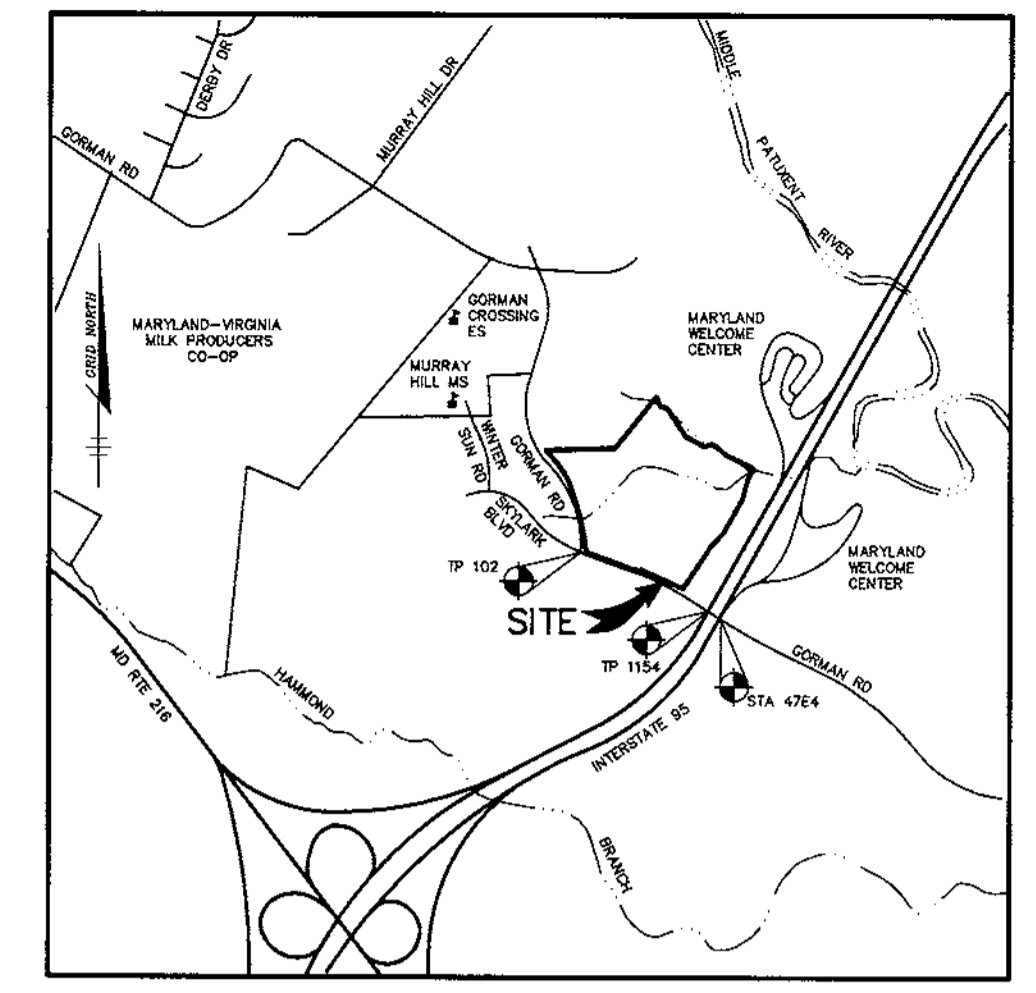 DERBY DR
MURRAY HILL DR
GORMAN RD
MIDDLE
PATUXENT
RIVER
GRID NORTH
MARYLAND-VIRGINIA
MILK PRODUCERS
CO-OP
GORMAN
CROSSING
ES
MURRAY
HILL MS
MARYLAND
WELCOME
CENTER
WINTER
SUN RD
GORMAN RD
SKYLARK
BLVD
TP 102
SITE
MARYLAND
WELCOME
CENTER
TP 1154
STA 47E4
GORMAN RD
INTERSTATE 95
MD RTE 216
HAMMOND
BRANCH